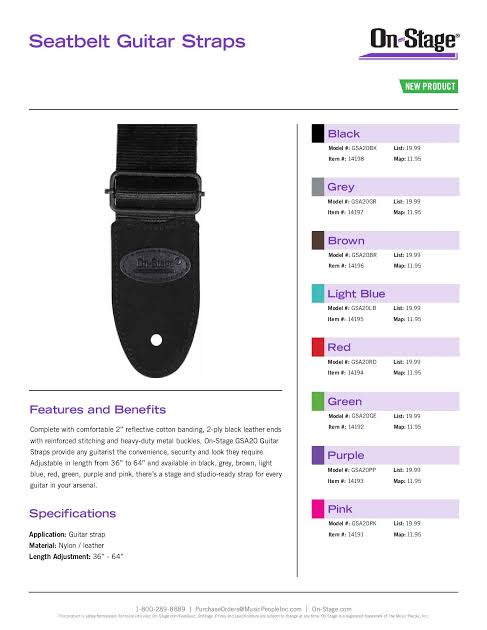 Seatbelt Guitar Straps
On-Stage®
NEW PRODUCT
On-Stage®
Features and Benefits
Complete with comfortable 2" reflective cotton banding, 2-ply black leather ends
with reinforced stitching and heavy-duty metal buckles, On-Stage GSA20 Guitar
Straps provide any guitarist the convenience, security and look they require.
Adjustable in length from 36" to 64" and available in black, grey, brown, light
blue, red, green, purple and pink, there's a stage and studio-ready strap for every
guitar in your arsenal.
Specifications
Application: Guitar strap
Material: Nylon / leather
Length Adjustment: 36" - 64"
Black
Model #: GSA20BK List: 19.99
Item #: 14198 Map: 11.95
Grey
Model #: GSA20GR List: 19.99
Item #: 14197 Map: 11.95
Brown
Model #: GSA20BR List: 19.99
Item #: 14196 Map: 11.95
Light Blue
Model #: GSA20LB List: 19.99
Item #: 14195 Map: 11.95
Red
Model #: GSA20RD List: 19.99
Item #: 14194 Map: 11.95
Green
Model #: GSA20GE List: 19.99
Item #: 14192 Map: 11.95
Purple
Model #: GSA20PP List: 19.99
Item #: 14193 Map: 11.95
Pink
Model #: GSA20PK List: 19.99
Item #: 14191 Map: 11.95
1-800-289-8889 | PurchaseOrders@MusicPeopleInc.com | On-Stage.com